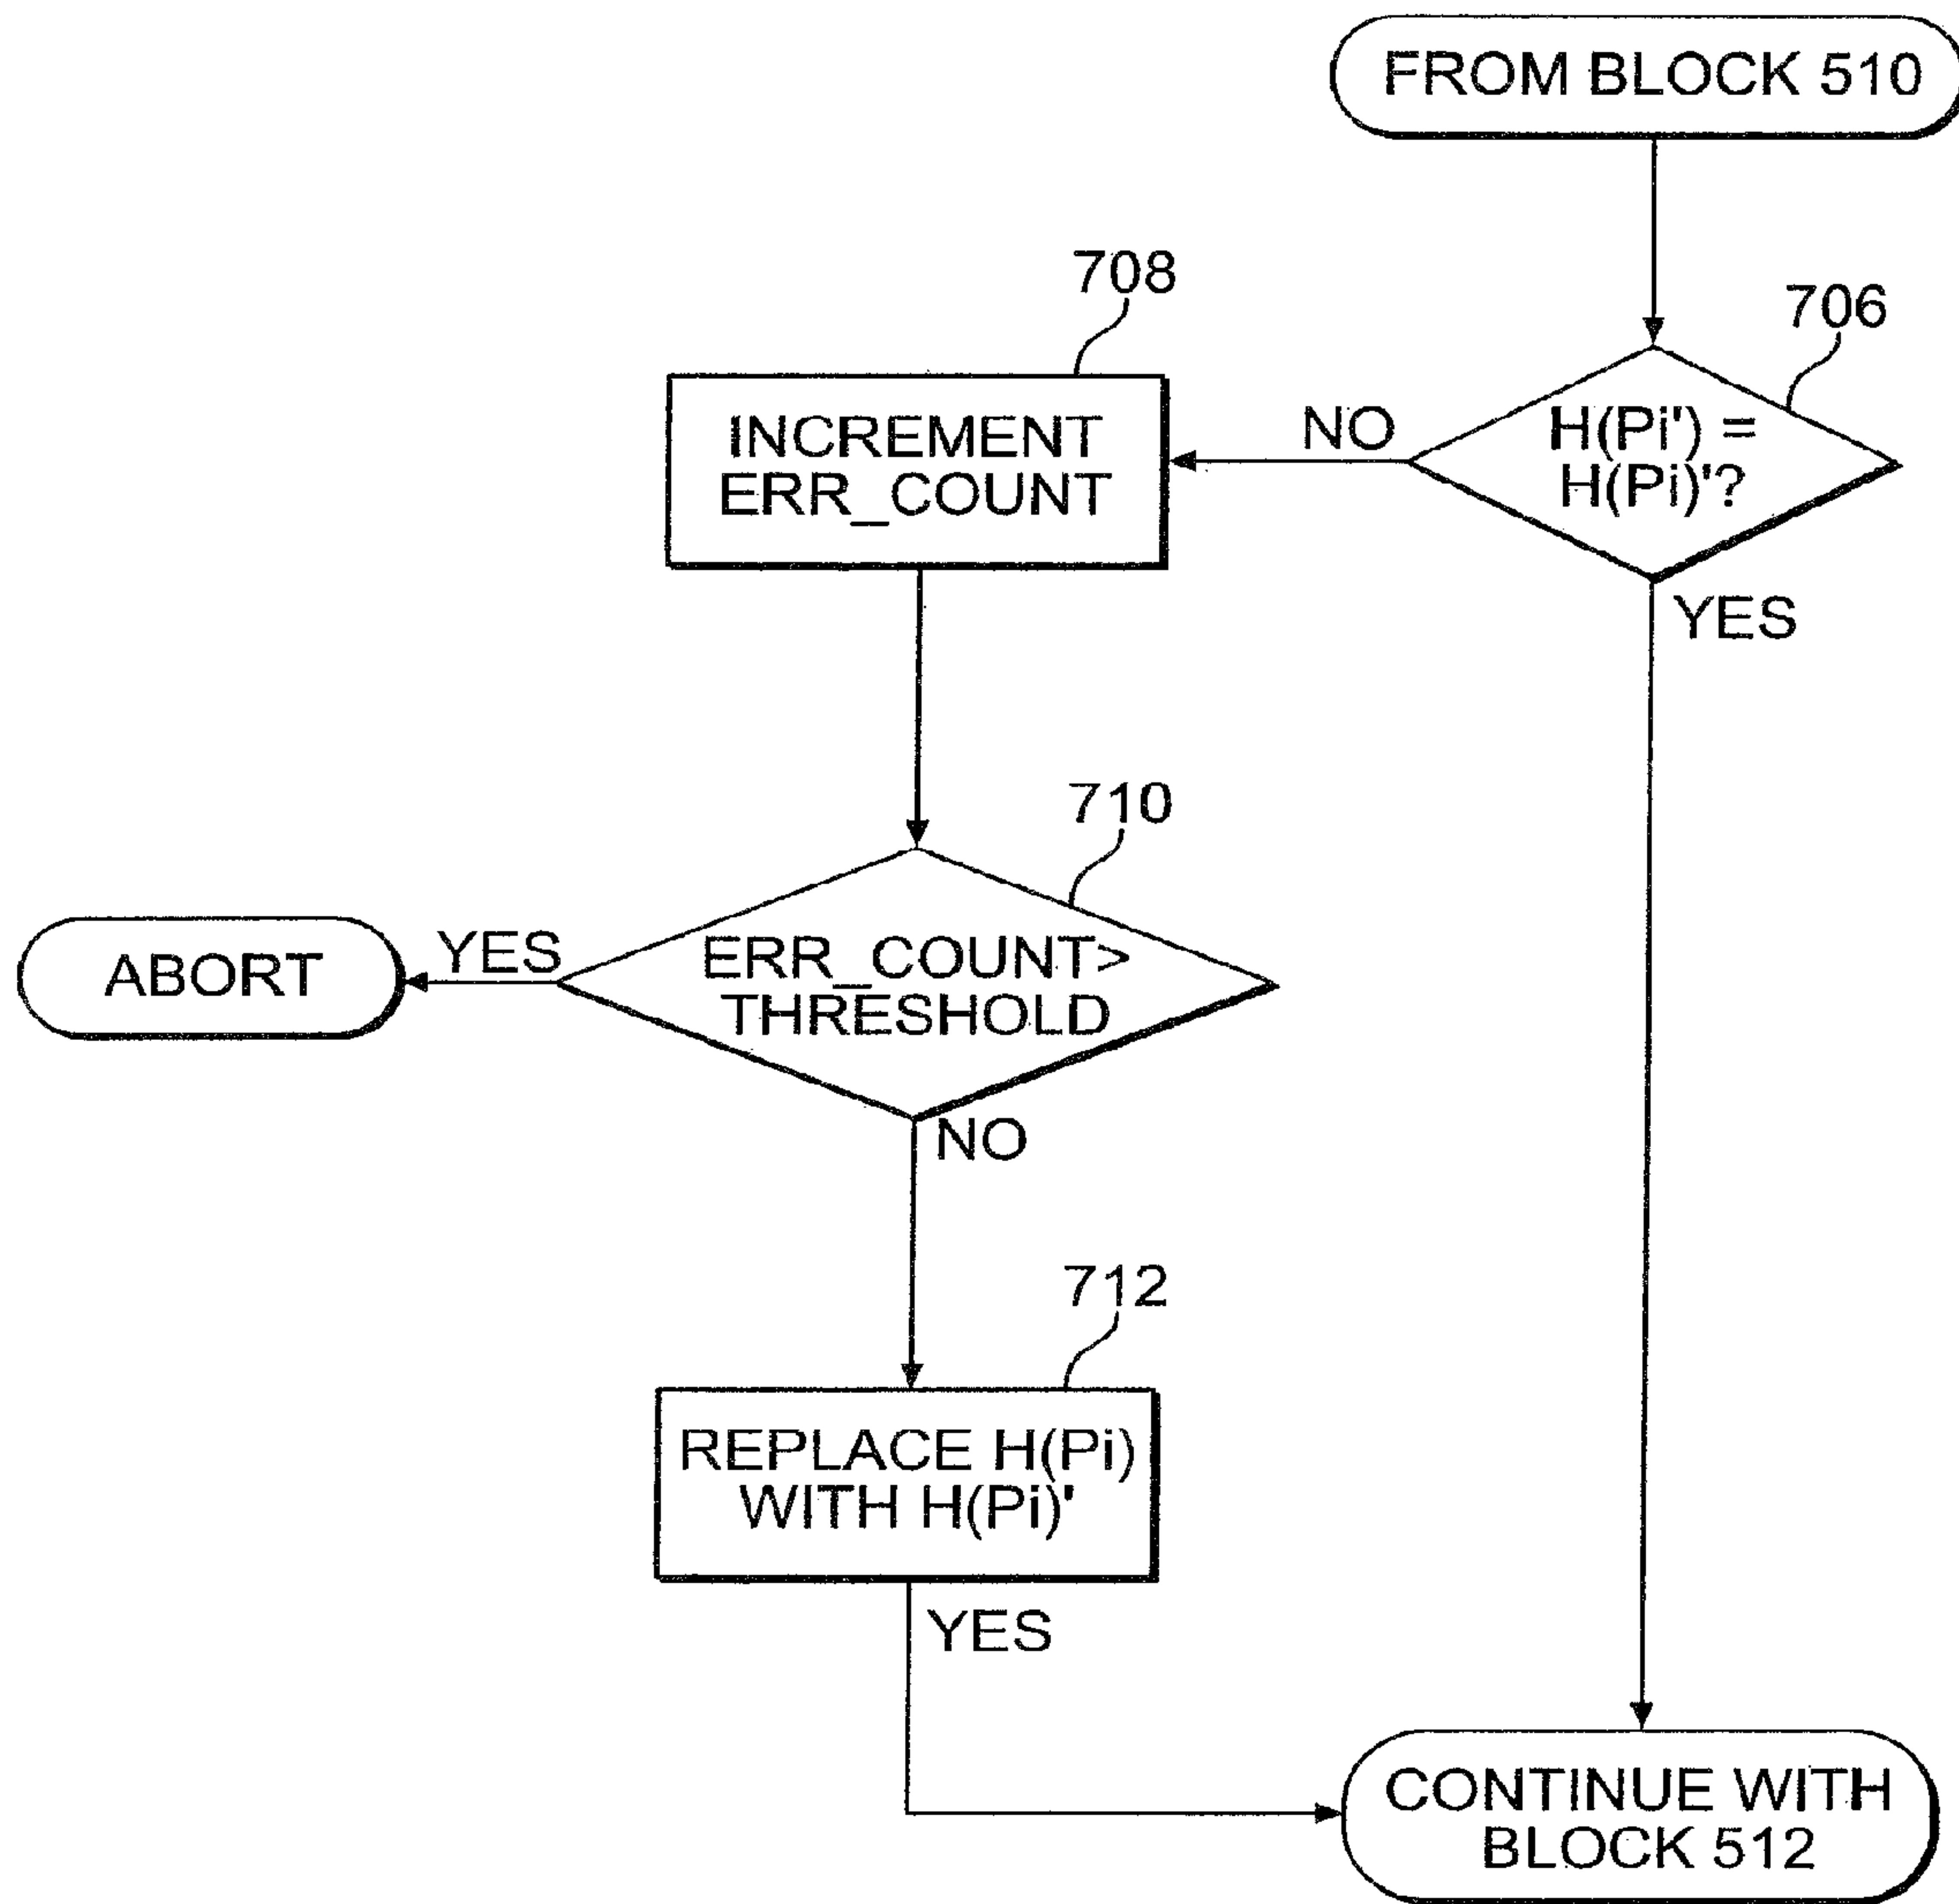 FROM BLOCK 510
708
706
INCREMENT
ERR_COUNT
NO
H(Pi') =
H(Pi)'?
YES
710
ABORT
YES
ERR_COUNT>
THRESHOLD
NO
712
REPLACE H(Pi)
WITH H(Pi)'
YES
CONTINUE WITH
BLOCK 512